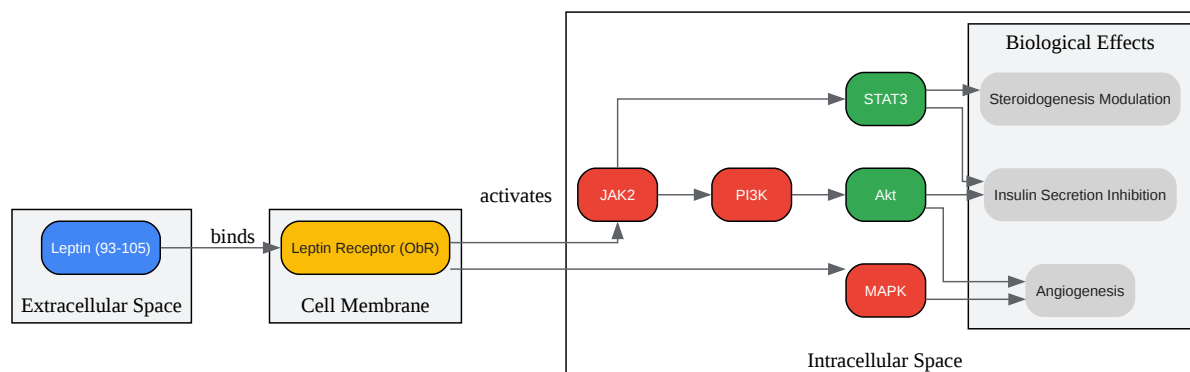 Biological Effects
STAT3
Steroidogenesis Modulation
activates
JAK2
PI3K
Akt
Insulin Secretion Inhibition
Leptin (93-105)
binds
Leptin Receptor (ObR)
MAPK
Angiogenesis
Extracellular Space
Cell Membrane
Intracellular Space